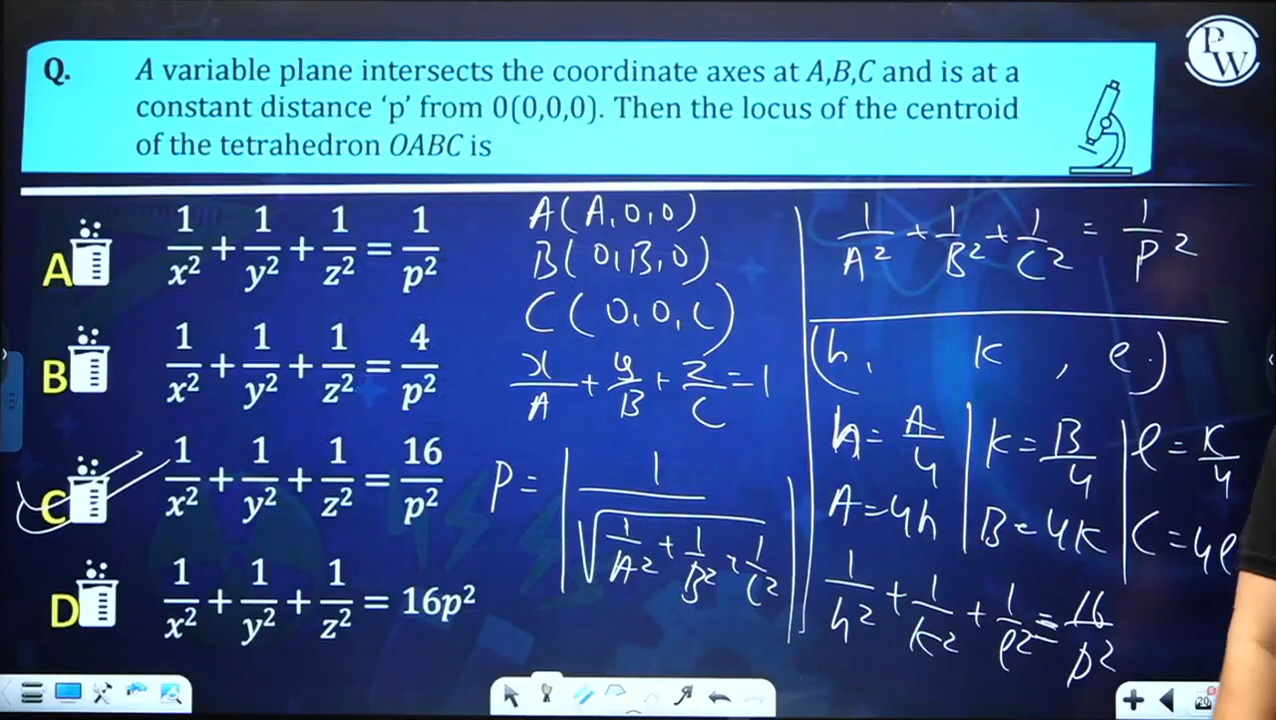 PW
Q. A variable plane intersects the coordinate axes at A,B,C and is at a
constant distance ‘p’ from 0(0,0,0). Then the locus of the centroid
of the tetrahedron OABC is
A 1/x² + 1/y² + 1/z² = 1/p²
B 1/x² + 1/y² + 1/z² = 4/p²
C 1/x² + 1/y² + 1/z² = 16/p²
D 1/x² + 1/y² + 1/z² = 16p²
A(A,0,0)
B(0,B,0)
C(0,0,C)
x/A + y/B + z/C = 1
P = | 1/√(1/A² + 1/B² + 1/C²) |
1/A² + 1/B² + 1/C² = 1/P²
(h, k, l)
h = A/4 | k = B/4 | l = K/4
A = 4h | B = 4k | C = 4l
1/h² + 1/k² + 1/l² = 16/p²